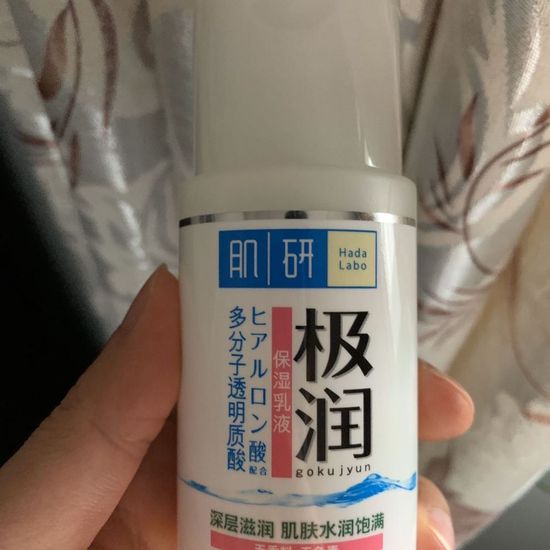 肌研
Hada
Labo
极润
gokujyun
保湿乳液
ヒアルロン酸配合
多分子透明质酸
深层滋润 肌肤水润饱满